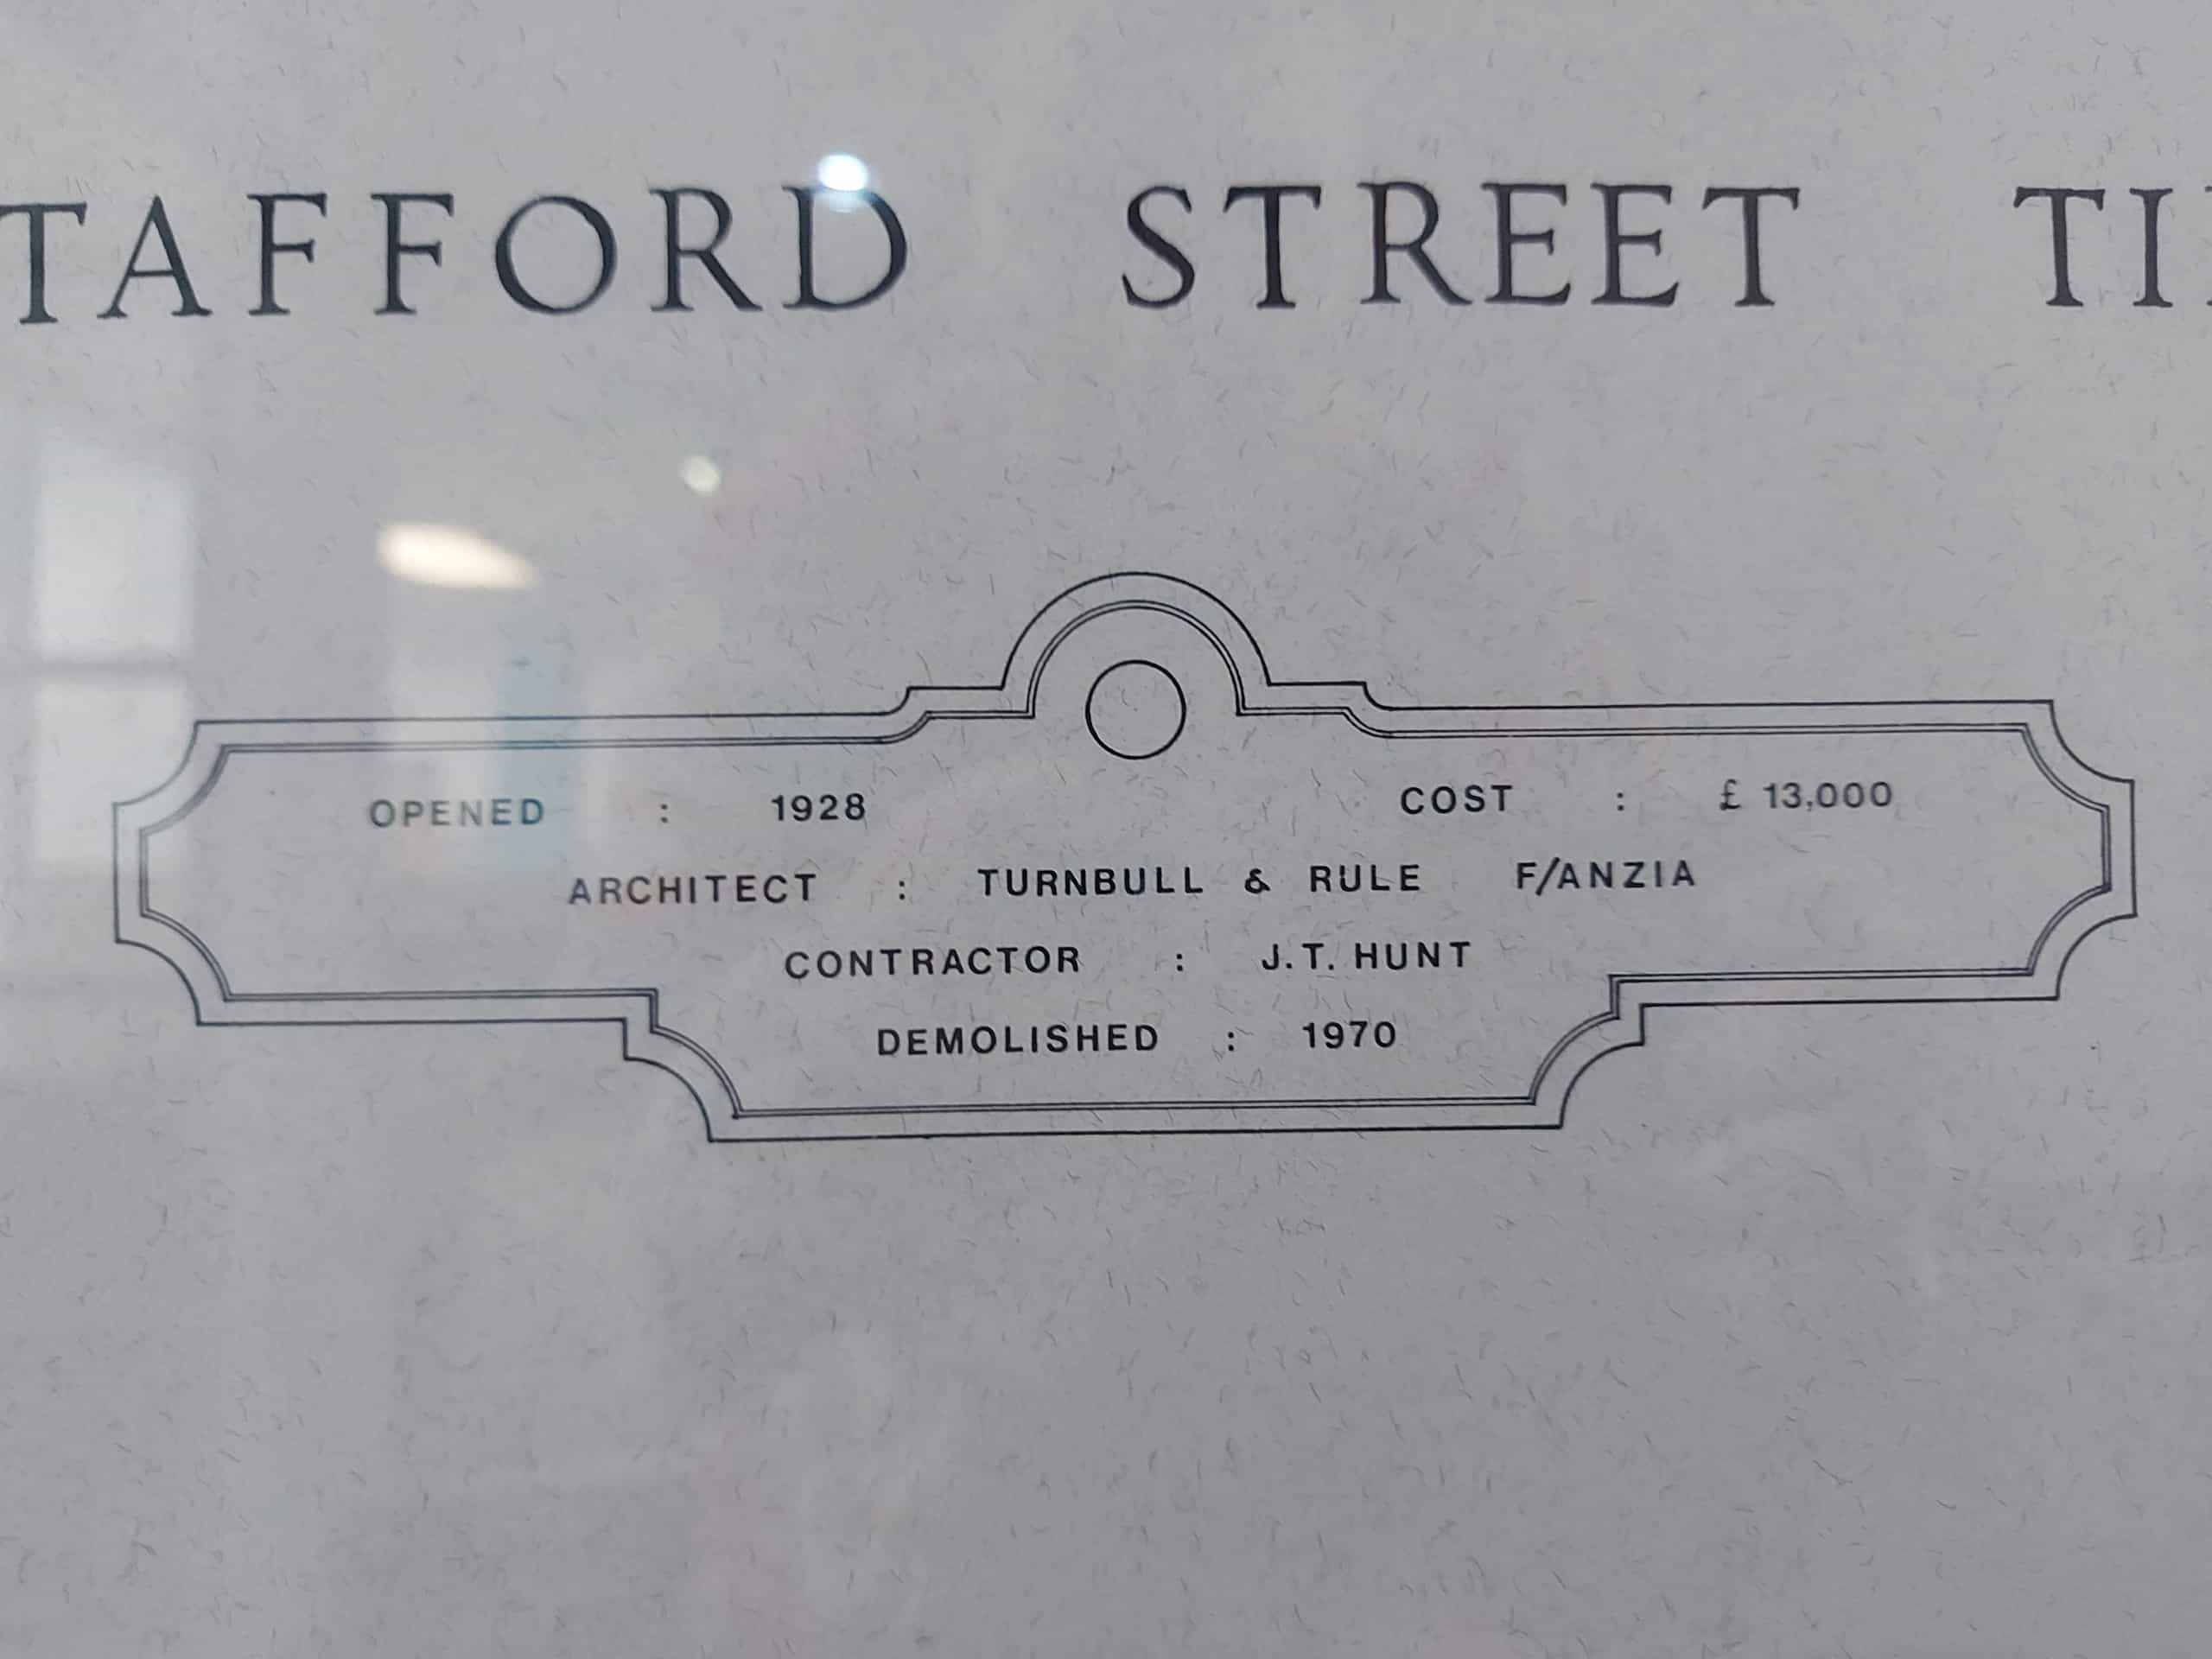 TAFFORD STREET TI
OPENED : 1928 COST : £ 13,000
ARCHITECT : TURNBULL & RULE F/ANZIA
CONTRACTOR : J.T. HUNT
DEMOLISHED : 1970